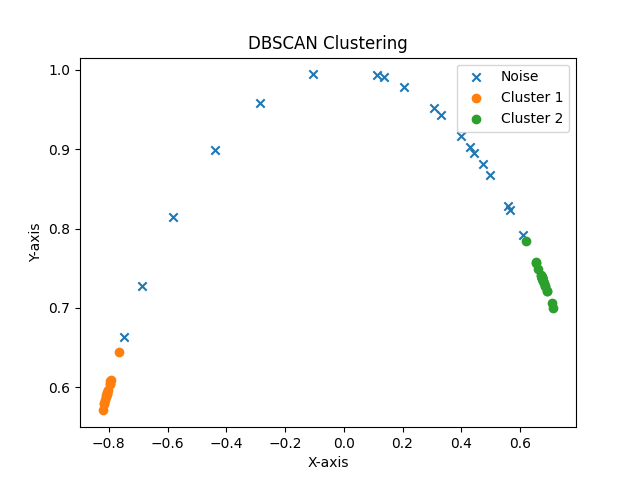 DBSCAN Clustering
Noise
Cluster 1
Cluster 2
1.0
0.9
0.8
0.7
0.6
Y-axis
−0.8 −0.6 −0.4 −0.2 0.0 0.2 0.4 0.6
X-axis